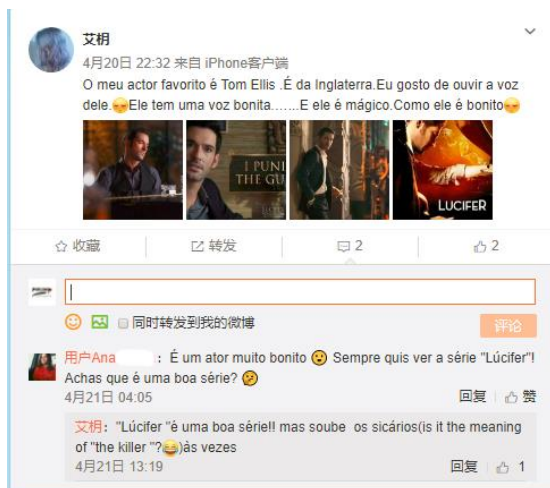 艾枂
4月20日 22:32 来自 iPhone客户端
O meu actor favorito é Tom Ellis .É da Inglaterra.Eu gosto de ouvir a voz
dele.Ele tem uma voz bonita.......E ele é mágico.Como ele é bonito
I PUNI
THE GU
LUCIFER
收藏
转发
2
2
同时转发到我的微博
评论
用户Ana : É um ator muito bonito Sempre quis ver a série "Lúcifer"!
Achas que é uma boa série?
4月21日 04:05
回复
赞
艾枂: "Lúcifer "é uma boa série!! mas soube os sicários(is it the meaning
of "the killer "?)às vezes
4月21日 13:19
回复
1